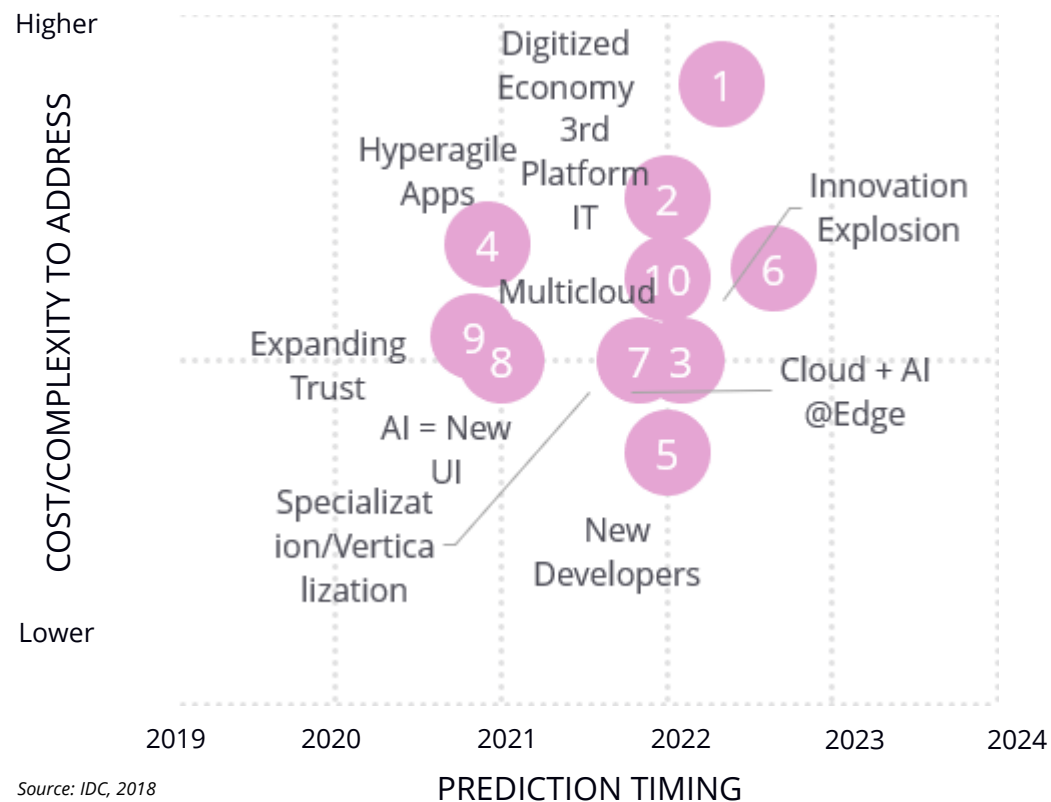 Higher
COST/COMPLEXITY TO ADDRESS
Lower
Digitized
Economy
1
3rd
Platform
IT
2
Hyperagile
Apps
4
Innovation
Explosion
6
Multicloud
10
9
8
Expanding
Trust
7
3
Cloud + AI
@Edge
AI = New
UI
5
Specializat
ion/Vertica
lization
New
Developers
2019
2020
2021
2022
2023
2024
PREDICTION TIMING
Source: IDC, 2018